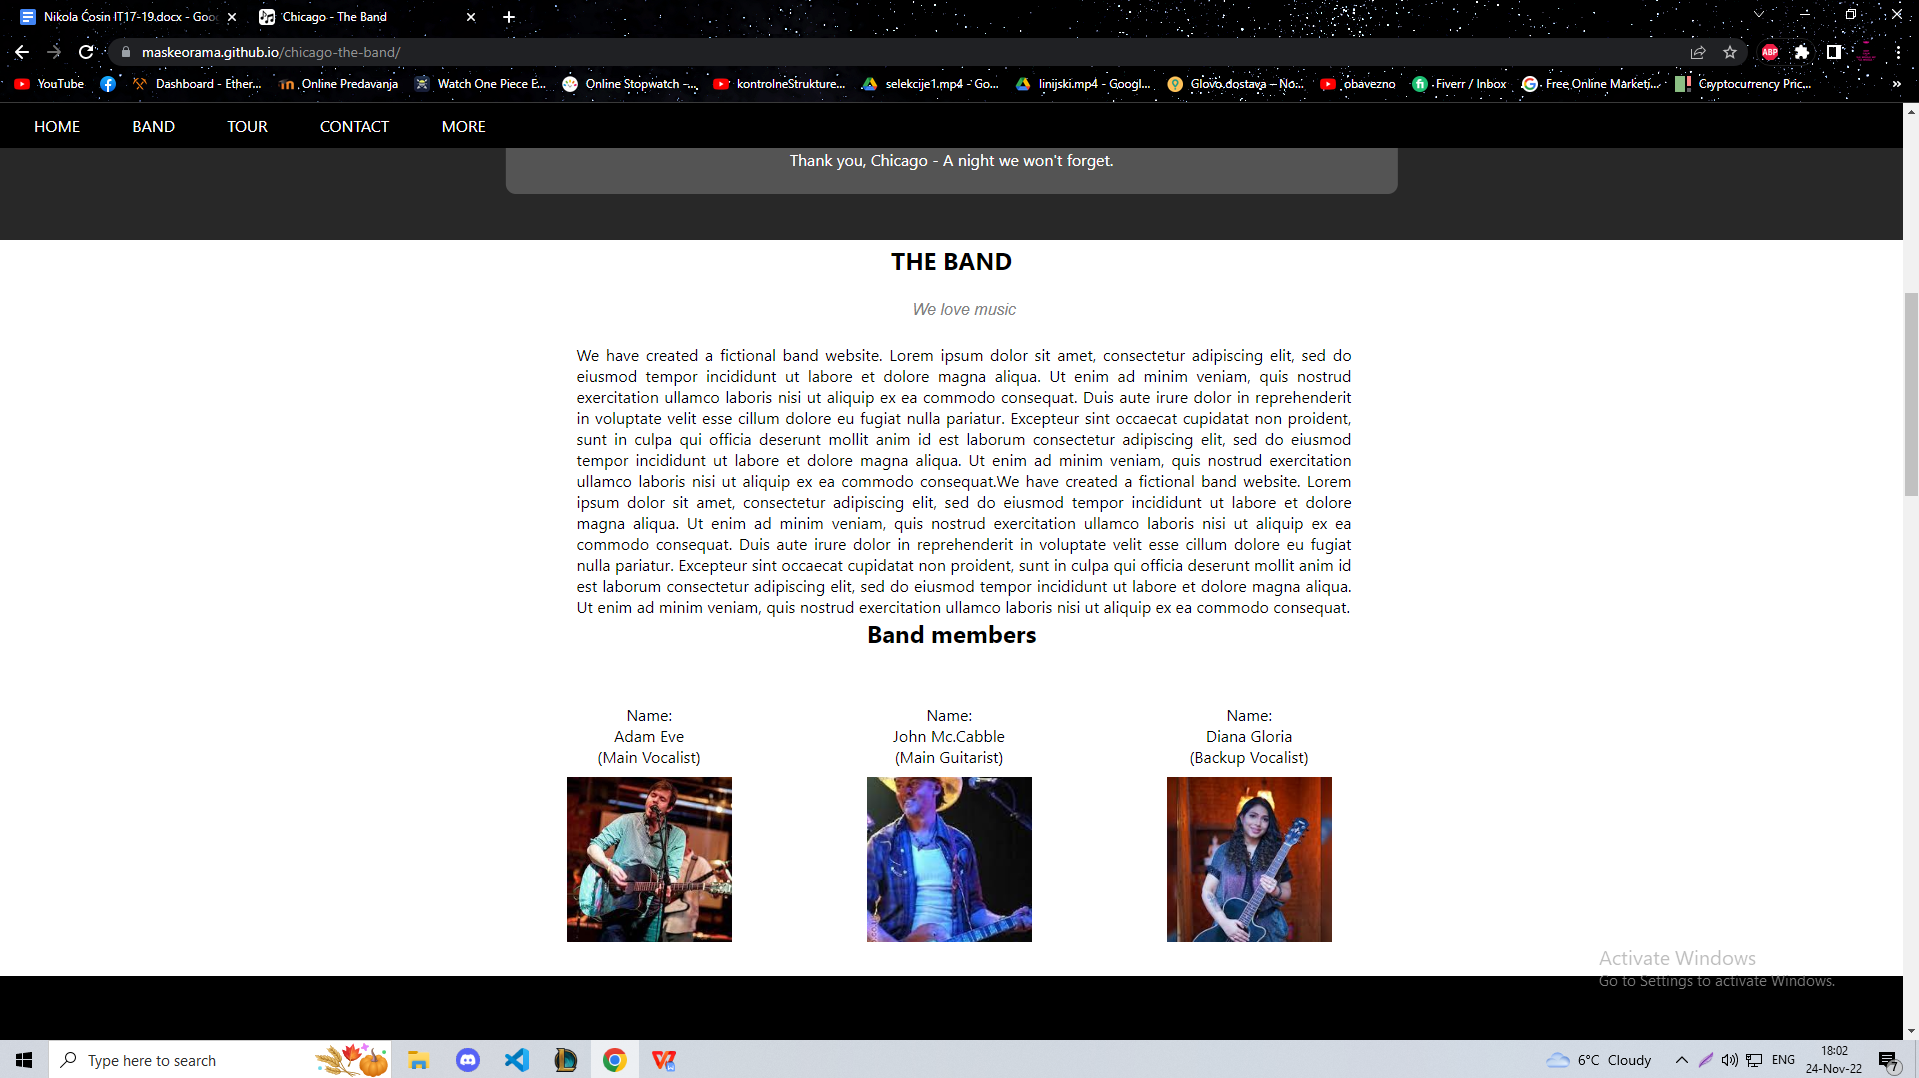 Nikola Ćosin IT17-19.docx - Goo
Chicago - The Band
maskeorama.github.io/chicago-the-band/
ABP
YouTube
Dashboard - Ether...
Online Predavanja
Watch One Piece E...
Online Stopwatch -...
kontrolneStrukture...
selekcije1.mp4 - Go...
linijski.mp4 - Googl...
Glovo dostava – No...
obavezno
Fiverr / Inbox
Free Online Marketi...
Cryptocurrency Pric...
»
HOME
BAND
TOUR
CONTACT
MORE
Thank you, Chicago - A night we won't forget.
THE BAND
We love music
We have created a fictional band website. Lorem ipsum dolor sit amet, consectetur adipiscing elit, sed do
eiusmod tempor incididunt ut labore et dolore magna aliqua. Ut enim ad minim veniam, quis nostrud
exercitation ullamco laboris nisi ut aliquip ex ea commodo consequat. Duis aute irure dolor in reprehenderit
in voluptate velit esse cillum dolore eu fugiat nulla pariatur. Excepteur sint occaecat cupidatat non proident,
sunt in culpa qui officia deserunt mollit anim id est laborum consectetur adipiscing elit, sed do eiusmod
tempor incididunt ut labore et dolore magna aliqua. Ut enim ad minim veniam, quis nostrud exercitation
ullamco laboris nisi ut aliquip ex ea commodo consequat.We have created a fictional band website. Lorem
ipsum dolor sit amet, consectetur adipiscing elit, sed do eiusmod tempor incididunt ut labore et dolore
magna aliqua. Ut enim ad minim veniam, quis nostrud exercitation ullamco laboris nisi ut aliquip ex ea
commodo consequat. Duis aute irure dolor in reprehenderit in voluptate velit esse cillum dolore eu fugiat
nulla pariatur. Excepteur sint occaecat cupidatat non proident, sunt in culpa qui officia deserunt mollit anim id
est laborum consectetur adipiscing elit, sed do eiusmod tempor incididunt ut labore et dolore magna aliqua.
Ut enim ad minim veniam, quis nostrud exercitation ullamco laboris nisi ut aliquip ex ea commodo consequat.
Band members
Name:
Adam Eve
(Main Vocalist)
Name:
John Mc.Cabble
(Main Guitarist)
Name:
Diana Gloria
(Backup Vocalist)
Activate Windows
Go to Settings to activate Windows.
Type here to search
6°C Cloudy
ENG
18:02
24-Nov-22
7